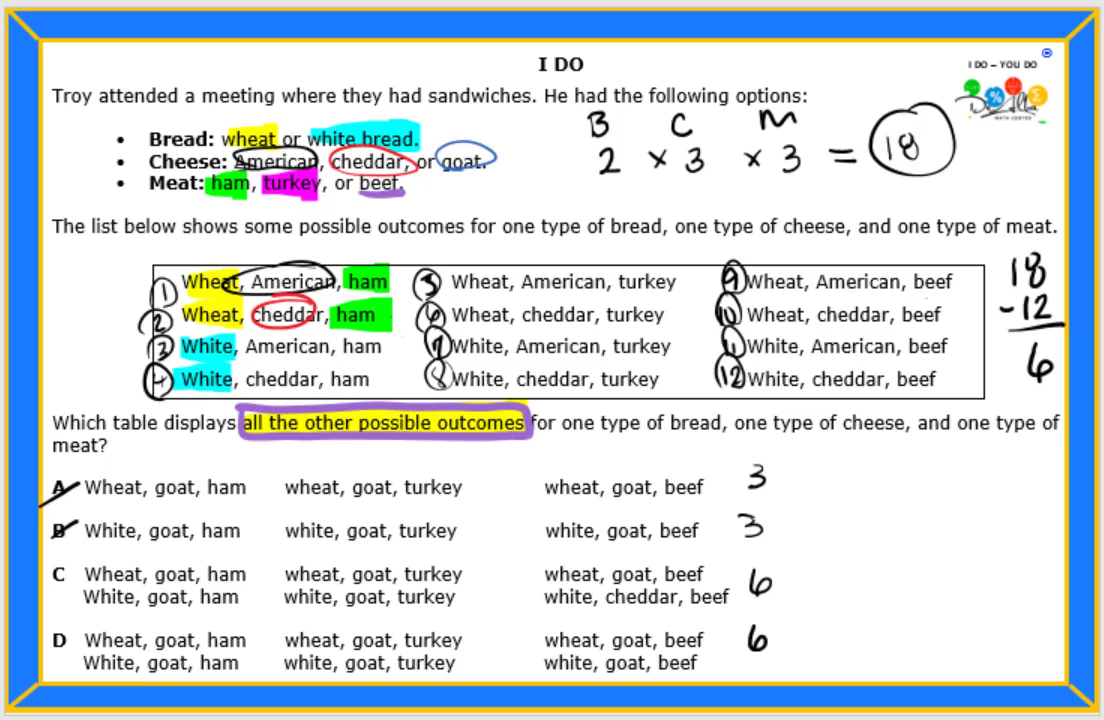 I DO
I DO – YOU DO
MATH CENTER
Troy attended a meeting where they had sandwiches. He had the following options:
B C M
2 × 3 × 3 = 18
• Bread: wheat or white bread.
• Cheese: American, cheddar, or goat.
• Meat: ham, turkey, or beef.
The list below shows some possible outcomes for one type of bread, one type of cheese, and one type of meat.
1 Wheat, American, ham 5 Wheat, American, turkey 9 Wheat, American, beef
2 Wheat, cheddar, ham 6 Wheat, cheddar, turkey 10 Wheat, cheddar, beef
3 White, American, ham 7 White, American, turkey 11 White, American, beef
4 White, cheddar, ham 8 White, cheddar, turkey 12 White, cheddar, beef
18
-12
6
Which table displays all the other possible outcomes for one type of bread, one type of cheese, and one type of
meat?
A Wheat, goat, ham wheat, goat, turkey wheat, goat, beef 3
B White, goat, ham white, goat, turkey white, goat, beef 3
C Wheat, goat, ham wheat, goat, turkey wheat, goat, beef 6
White, goat, ham white, goat, turkey white, cheddar, beef
D Wheat, goat, ham wheat, goat, turkey wheat, goat, beef 6
White, goat, ham white, goat, turkey white, goat, beef